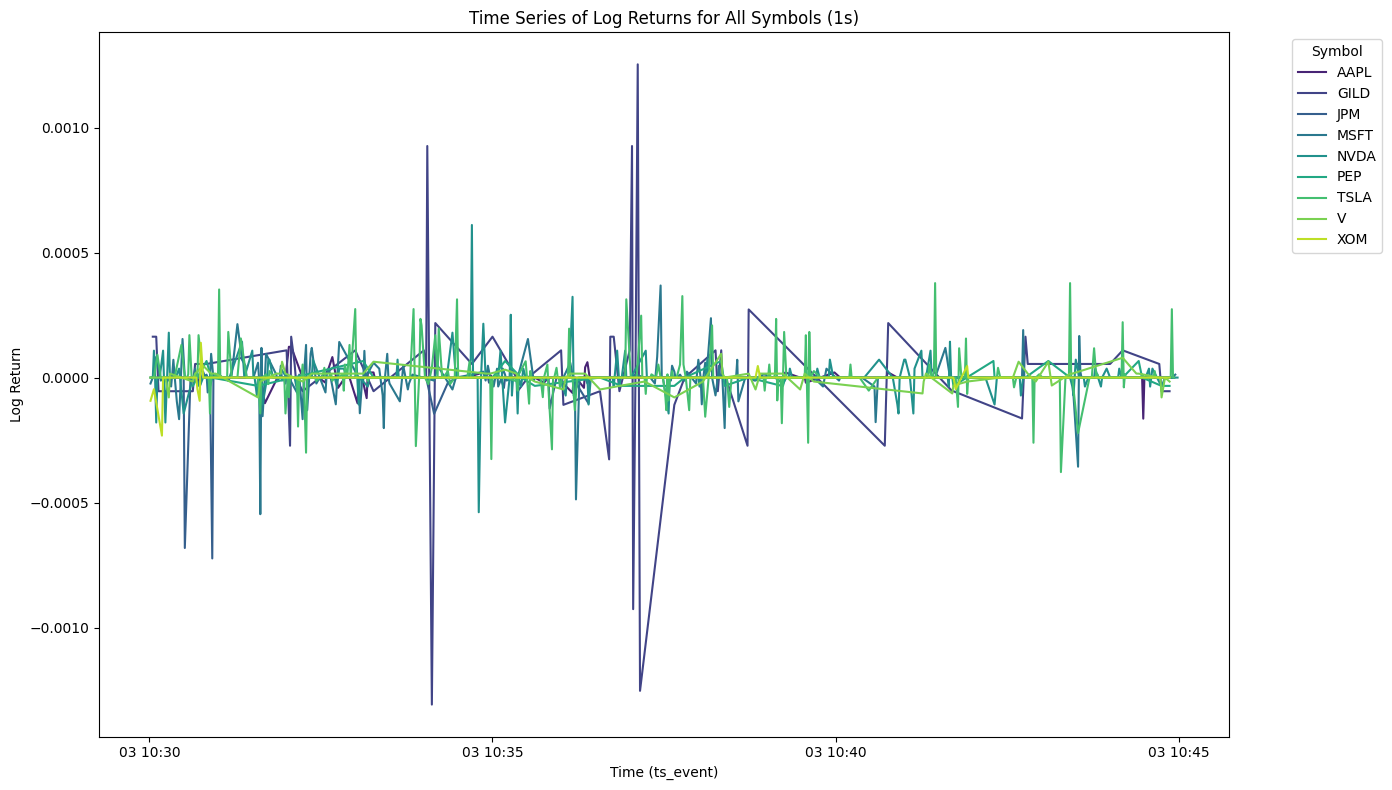 Time Series of Log Returns for All Symbols (1s)
Symbol
AAPL
GILD
JPM
MSFT
NVDA
PEP
TSLA
V
XOM
Log Return
0.0010
0.0005
0.0000
−0.0005
−0.0010
03 10:30
03 10:35
03 10:40
03 10:45
Time (ts_event)